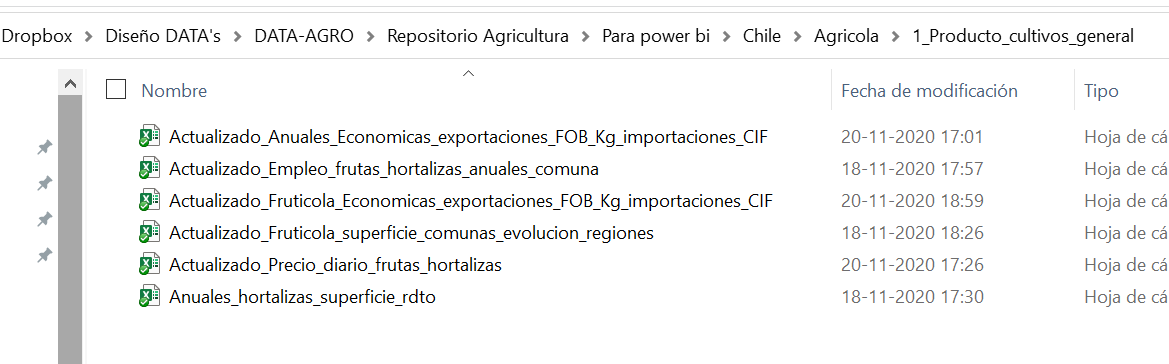 Dropbox > Diseño DATA's > DATA-AGRO > Repositorio Agricultura > Para power bi > Chile > Agricola > 1_Producto_cultivos_general
Nombre Fecha de modificación Tipo
Actualizado_Anuales_Economicas_exportaciones_FOB_Kg_importaciones_CIF 20-11-2020 17:01 Hoja de cá
Actualizado_Empleo_frutas_hortalizas_anuales_comuna 18-11-2020 17:57 Hoja de cá
Actualizado_Fruticola_Economicas_exportaciones_FOB_Kg_importaciones_CIF 20-11-2020 18:59 Hoja de cá
Actualizado_Fruticola_superficie_comunas_evolucion_regiones 18-11-2020 18:26 Hoja de cá
Actualizado_Precio_diario_frutas_hortalizas 20-11-2020 17:26 Hoja de cá
Anuales_hortalizas_superficie_rdto 18-11-2020 17:30 Hoja de cá